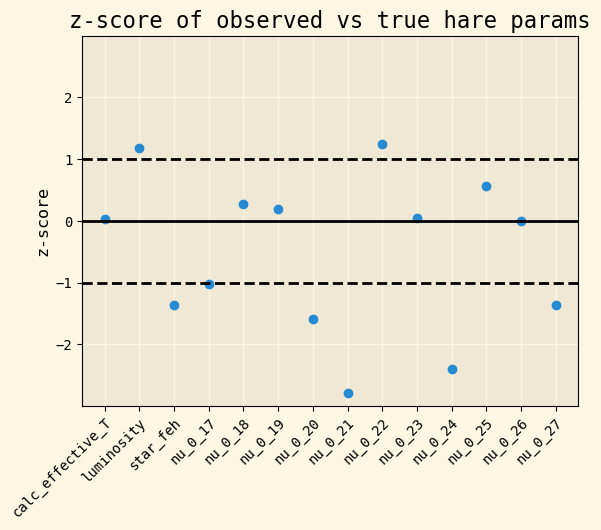 z-score of observed vs true hare params
z-score
2
1
0
−1
−2
calc_effective_T
luminosity
star_feh
nu_0_17
nu_0_18
nu_0_19
nu_0_20
nu_0_21
nu_0_22
nu_0_23
nu_0_24
nu_0_25
nu_0_26
nu_0_27